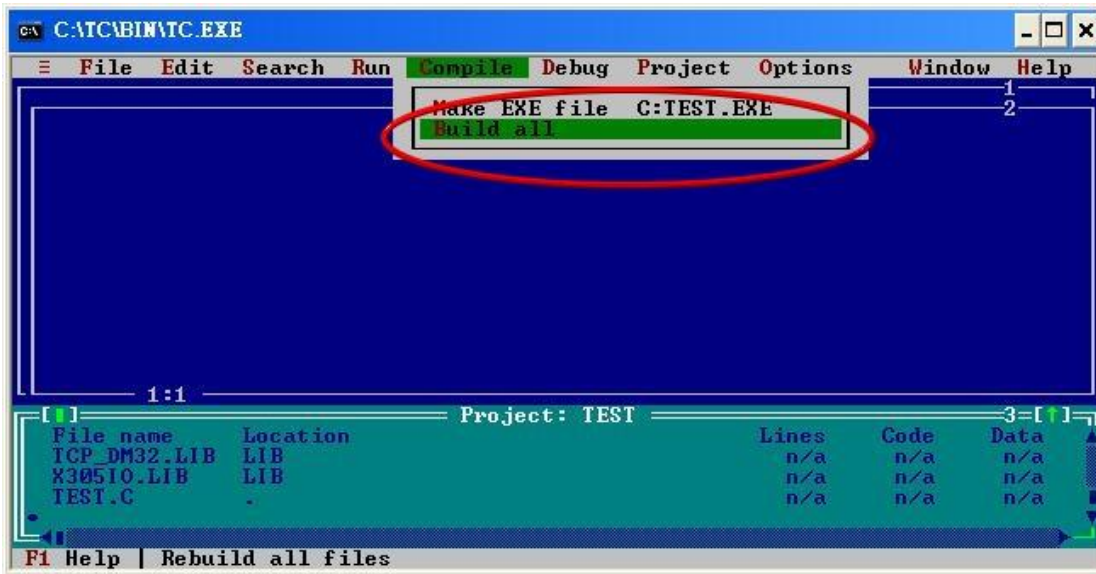 C:\TC\BIN\TC.EXE
≡ File Edit Search Run Compile Debug Project Options Window Help
1
Make EXE file C:TEST.EXE
2
Build all
1:1
Project: TEST
3=[↑]
File name Location Lines Code Data
TCP_DM32.LIB LIB n/a n/a n/a
X305IO.LIB LIB n/a n/a n/a
TEST.C . n/a n/a n/a
F1 Help | Rebuild all files